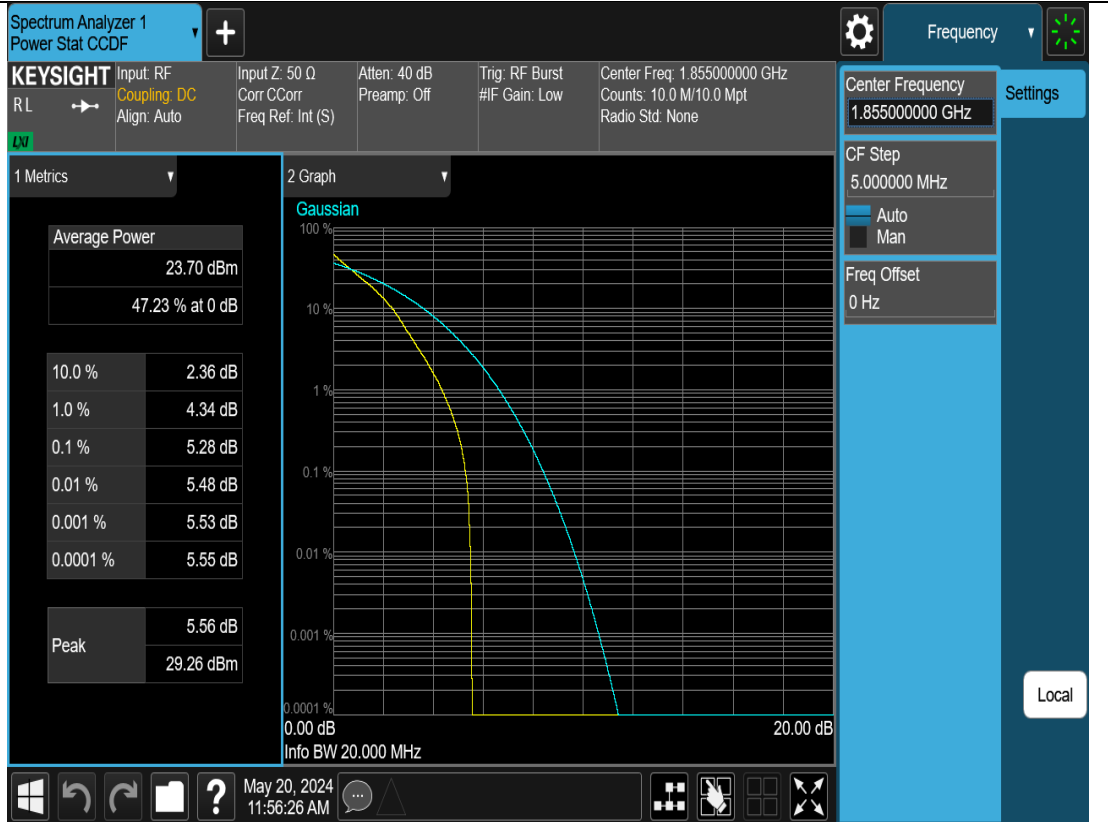 Spectrum Analyzer 1
Power Stat CCDF
+
Frequency
KEYSIGHT
R L
LXI
Input: RF
Coupling: DC
Align: Auto
Input Z: 50 Ω
Corr CCorr
Freq Ref: Int (S)
Atten: 40 dB
Preamp: Off
Trig: RF Burst
#IF Gain: Low
Center Freq: 1.855000000 GHz
Counts: 10.0 M/10.0 Mpt
Radio Std: None
1 Metrics
Average Power
23.70 dBm
47.23 % at 0 dB
10.0 % 2.36 dB
1.0 % 4.34 dB
0.1 % 5.28 dB
0.01 % 5.48 dB
0.001 % 5.53 dB
0.0001 % 5.55 dB
Peak
5.56 dB
29.26 dBm
2 Graph
Gaussian
100 %
10 %
1 %
0.1 %
0.01 %
0.001 %
0.0001 %
0.00 dB 20.00 dB
Info BW 20.000 MHz
Center Frequency
1.855000000 GHz
CF Step
5.000000 MHz
Auto
Man
Freq Offset
0 Hz
Settings
Local
?
May 20, 2024
11:56:26 AM